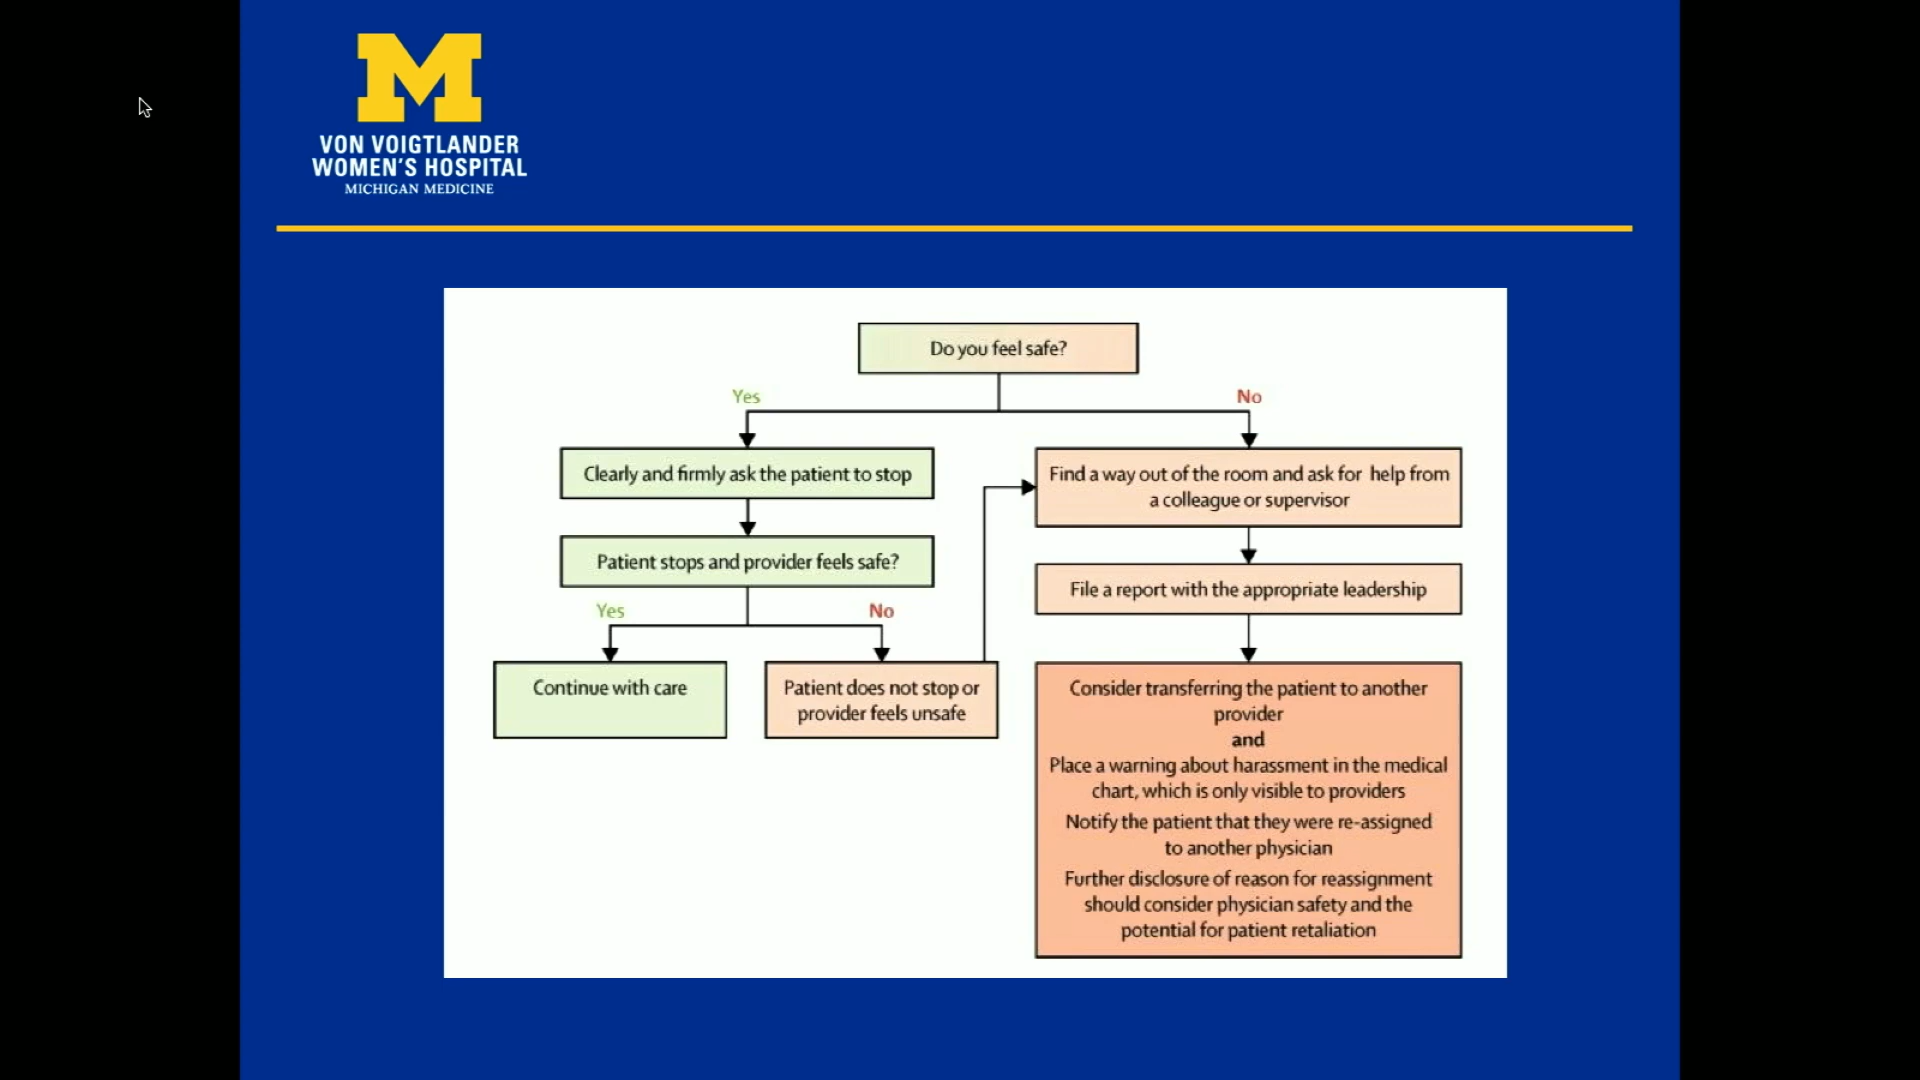 M
VON VOIGTLANDER
WOMEN'S HOSPITAL
MICHIGAN MEDICINE
Do you feel safe?
Yes
No
Clearly and firmly ask the patient to stop
Find a way out of the room and ask for help from
a colleague or supervisor
Patient stops and provider feels safe?
File a report with the appropriate leadership
Yes
No
Continue with care
Patient does not stop or
provider feels unsafe
Consider transferring the patient to another
provider
and
Place a warning about harassment in the medical
chart, which is only visible to providers
Notify the patient that they were re-assigned
to another physician
Further disclosure of reason for reassignment
should consider physician safety and the
potential for patient retaliation